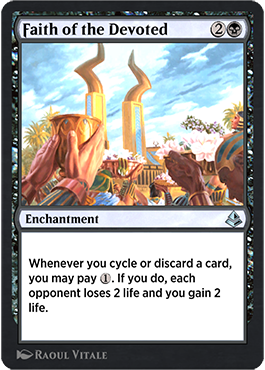 Faith of the Devoted 2
Enchantment
Whenever you cycle or discard a card,
you may pay 1. If you do, each
opponent loses 2 life and you gain 2
life.
RAOUL VITALE